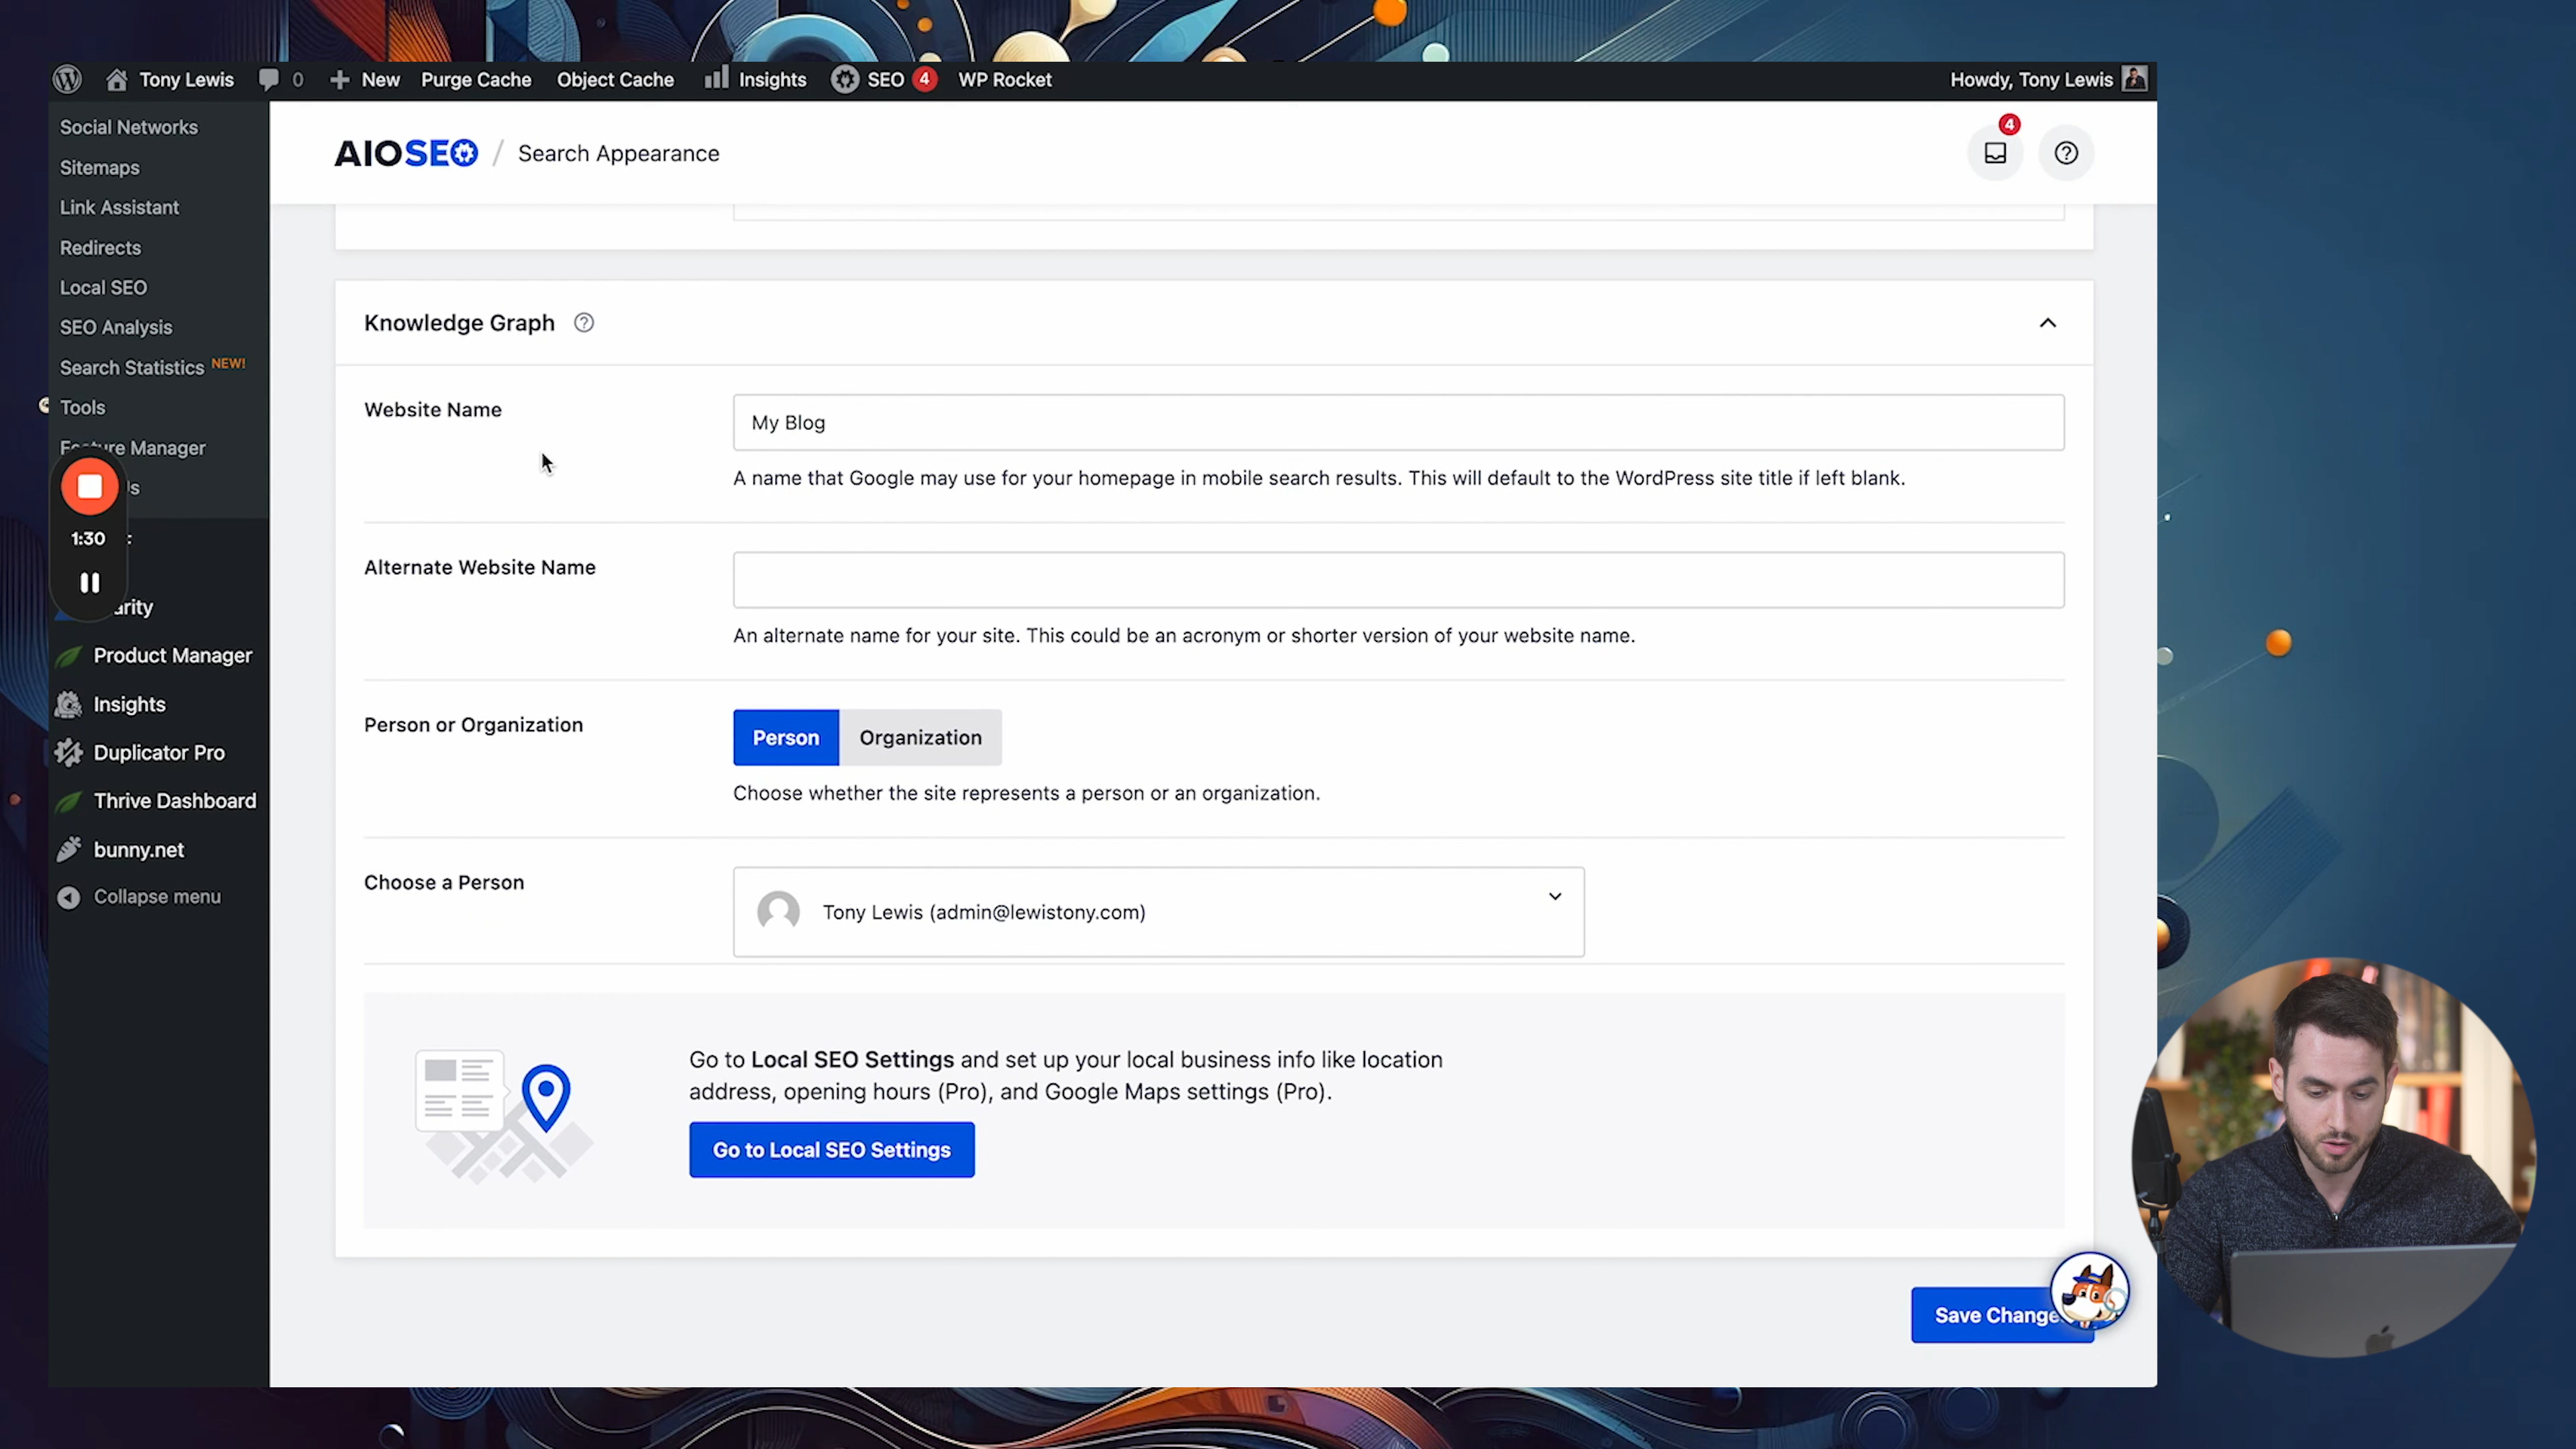 Tony Lewis 0 New Purge Cache Object Cache Insights SEO 4 WP Rocket Howdy, Tony Lewis
Social Networks
Sitemaps
Link Assistant
Redirects
Local SEO
SEO Analysis
Search Statistics NEW!
Tools
Feature Manager
1:30
Product Manager
Insights
Duplicator Pro
Thrive Dashboard
bunny.net
Collapse menu
AIOSEO / Search Appearance
4
Knowledge Graph
Website Name
My Blog
A name that Google may use for your homepage in mobile search results. This will default to the WordPress site title if left blank.
Alternate Website Name
An alternate name for your site. This could be an acronym or shorter version of your website name.
Person or Organization
Person Organization
Choose whether the site represents a person or an organization.
Choose a Person
Tony Lewis (admin@lewistony.com)
Go to Local SEO Settings and set up your local business info like location
address, opening hours (Pro), and Google Maps settings (Pro).
Go to Local SEO Settings
Save Change